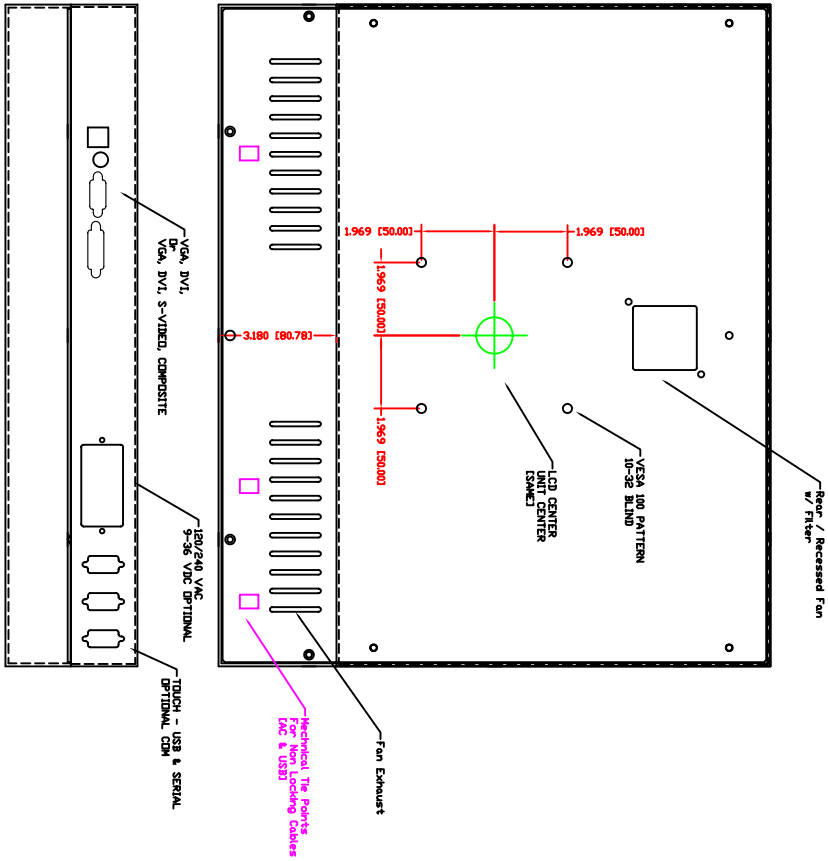 1.969 [50.00]
1.969 [50.00]
1.969 [50.00]
3.180 [80.78]
1.969 [50.00]
VGA, DVI,
Or
VGA, DVI, S-VIDEO, COMPOSITE
LCD CENTER
UNIT CENTER
[SAME]
VESA 100 PATTERN
10-32 BLIND
Rear / Recessed Fan
w/ Filter
120/240 VAC
9-36 VDC OPTIONAL
TOUCH - USB & SERIAL
OPTIONAL COM
Mechnical Tie Points
For Non Locking Cables
[AC & USB]
Fan Exhaust